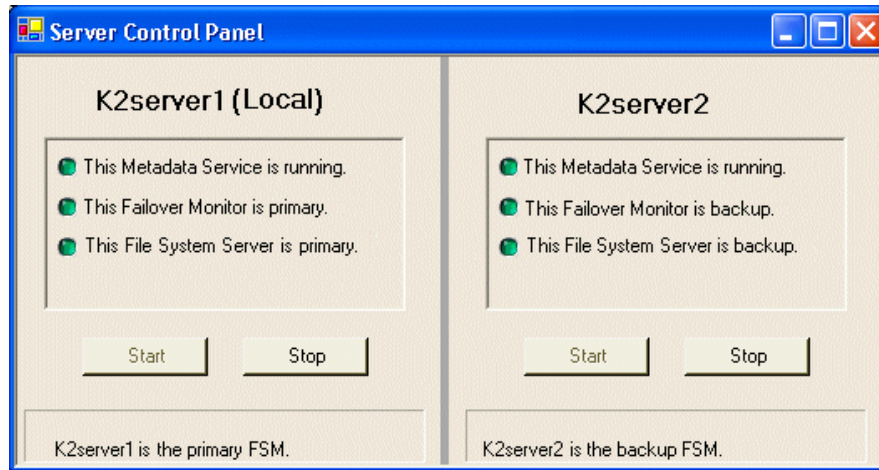 Server Control Panel
K2server1 (Local)
This Metadata Service is running.
This Failover Monitor is primary.
This File System Server is primary.
Start
Stop
K2server1 is the primary FSM.
K2server2
This Metadata Service is running.
This Failover Monitor is backup.
This File System Server is backup.
Start
Stop
K2server2 is the backup FSM.